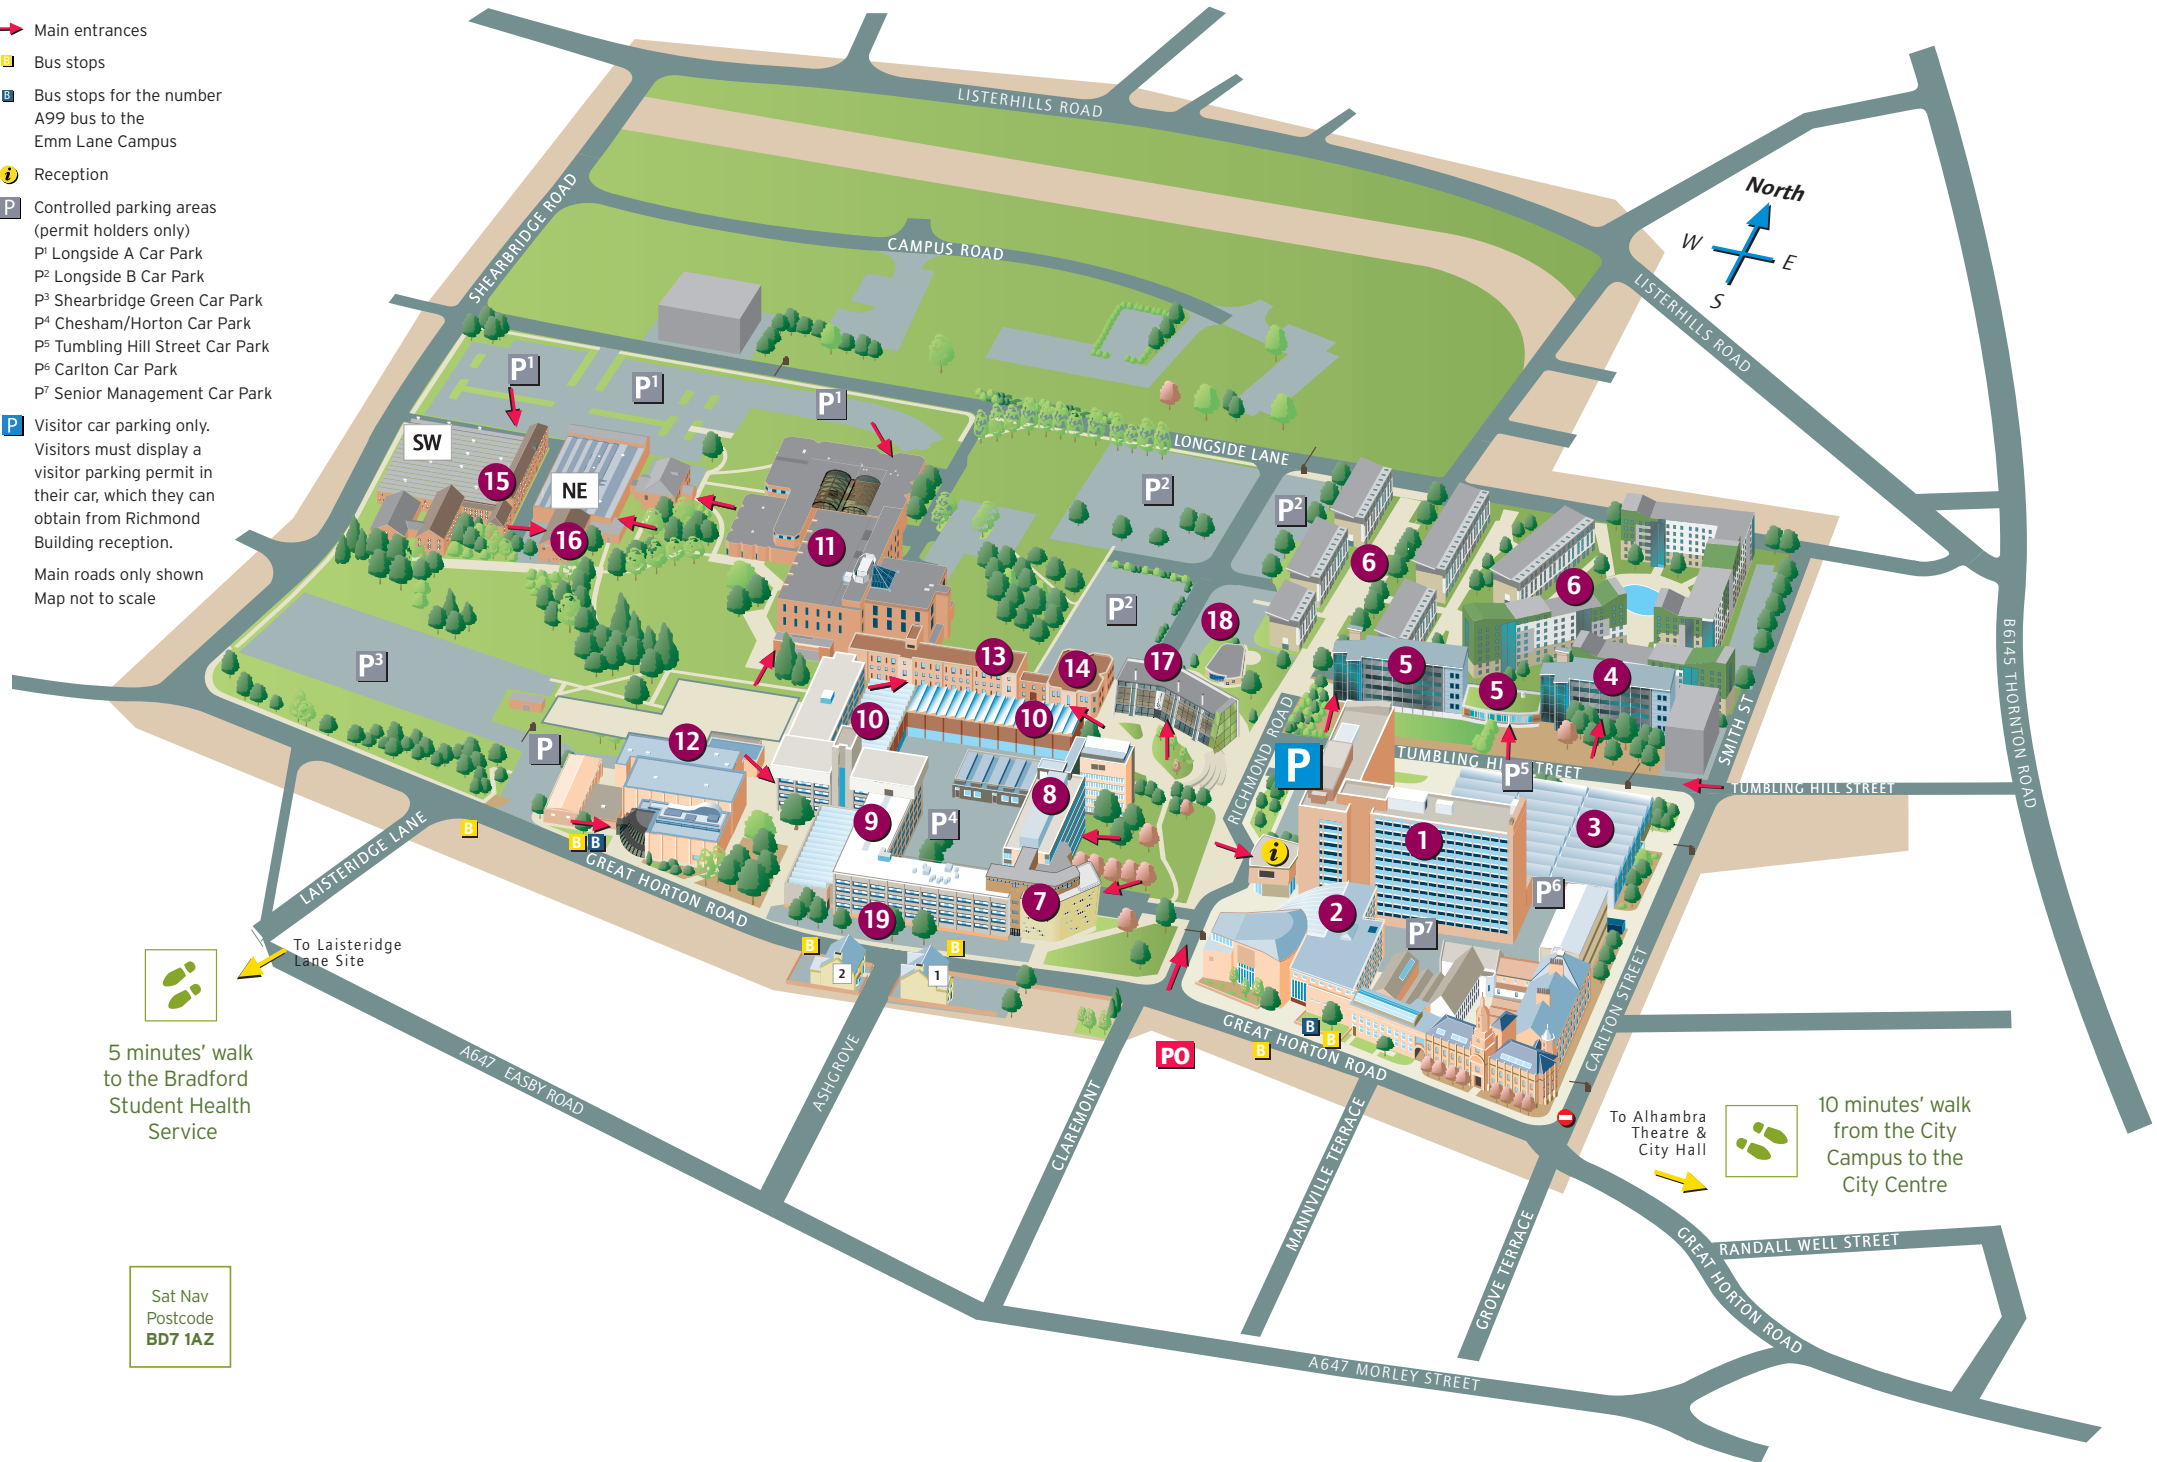 Main entrances
B
Bus stops
B
Bus stops for the number
A99 bus to the
Emm Lane Campus
i
Reception
P
Controlled parking areas
(permit holders only)
P¹ Longside A Car Park
P² Longside B Car Park
P³ Shearbridge Green Car Park
P⁴ Chesham/Horton Car Park
P⁵ Tumbling Hill Street Car Park
P⁶ Carlton Car Park
P⁷ Senior Management Car Park
P
Visitor car parking only.
Visitors must display a
visitor parking permit in
their car, which they can
obtain from Richmond
Building reception.
Main roads only shown
Map not to scale
LISTERHILLS ROAD
SHEARBRIDGE ROAD
CAMPUS ROAD
North
W
E
S
LISTERHILLS ROAD
P¹
P¹
P¹
SW
15
NE
16
11
LONGSIDE LANE
P²
P²
P²
6
6
18
13
14
17
5
5
4
P³
10
10
12
P
RICHMOND ROAD
P
TUMBLING HILL STREET
P⁵
SMITH ST
TUMBLING HILL STREET
B6145 THORNTON ROAD
8
9
P⁴
1
3
i
B
B
B
LAISTERIDGE LANE
GREAT HORTON ROAD
19
7
2
P⁶
P⁷
B
B
2
1
To Laisteridge
Lane Site
5 minutes' walk
to the Bradford
Student Health
Service
A647 EASBY ROAD
ASHGROVE
CLAREMONT
PO
GREAT HORTON ROAD
B
B
B
CARLTON STREET
MANNVILLE TERRACE
GROVE TERRACE
To Alhambra
Theatre &
City Hall
10 minutes' walk
from the City
Campus to the
City Centre
RANDALL WELL STREET
GREAT HORTON ROAD
A647 MORLEY STREET
Sat Nav
Postcode
BD7 1AZ